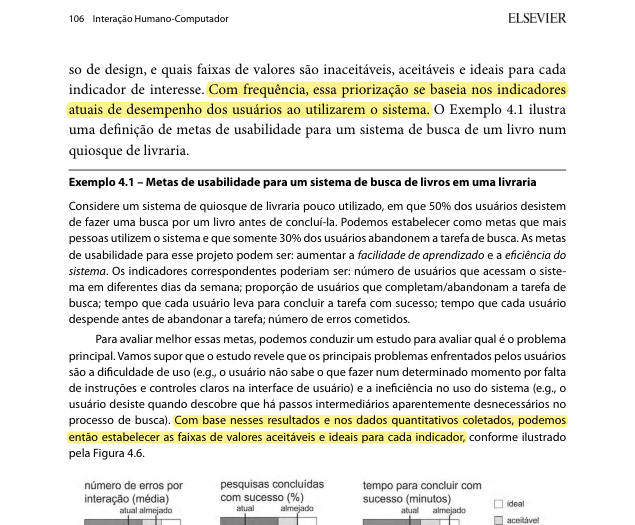 106 Interação Humano-Computador ELSEVIER
so de design, e quais faixas de valores são inaceitáveis, aceitáveis e ideais para cada
indicador de interesse. Com frequência, essa priorização se baseia nos indicadores
atuais de desempenho dos usuários ao utilizarem o sistema. O Exemplo 4.1 ilustra
uma definição de metas de usabilidade para um sistema de busca de um livro num
quiosque de livraria.
Exemplo 4.1 – Metas de usabilidade para um sistema de busca de livros em uma livraria
Considere um sistema de quiosque de livraria pouco utilizado, em que 50% dos usuários desistem
de fazer uma busca por um livro antes de concluí-la. Podemos estabelecer como metas que mais
pessoas utilizem o sistema e que somente 30% dos usuários abandonem a tarefa de busca. As metas
de usabilidade para esse projeto podem ser: aumentar a facilidade de aprendizado e a eficiência do
sistema. Os indicadores correspondentes poderiam ser: número de usuários que acessam o siste-
ma em diferentes dias da semana; proporção de usuários que completam/abandonam a tarefa de
busca; tempo que cada usuário leva para concluir a tarefa com sucesso; tempo que cada usuário
despende antes de abandonar a tarefa; número de erros cometidos.
Para avaliar melhor essas metas, podemos conduzir um estudo para avaliar qual é o problema
principal. Vamos supor que o estudo revele que os principais problemas enfrentados pelos usuários
são a dificuldade de uso (e.g., o usuário não sabe o que fazer num determinado momento por falta
de instruções e controles claros na interface de usuário) e a ineficiência no uso do sistema (e.g., o
usuário desiste quando descobre que há passos intermediários aparentemente desnecessários no
processo de busca). Com base nesses resultados e nos dados quantitativos coletados, podemos
então estabelecer as faixas de valores aceitáveis e ideais para cada indicador, conforme ilustrado
pela Figura 4.6.
número de erros por
interação (média)
atual almejado
pesquisas concluídas
com sucesso (%)
atual almejado
tempo para concluir com
sucesso (minutos)
atual almejado
ideal
aceitável